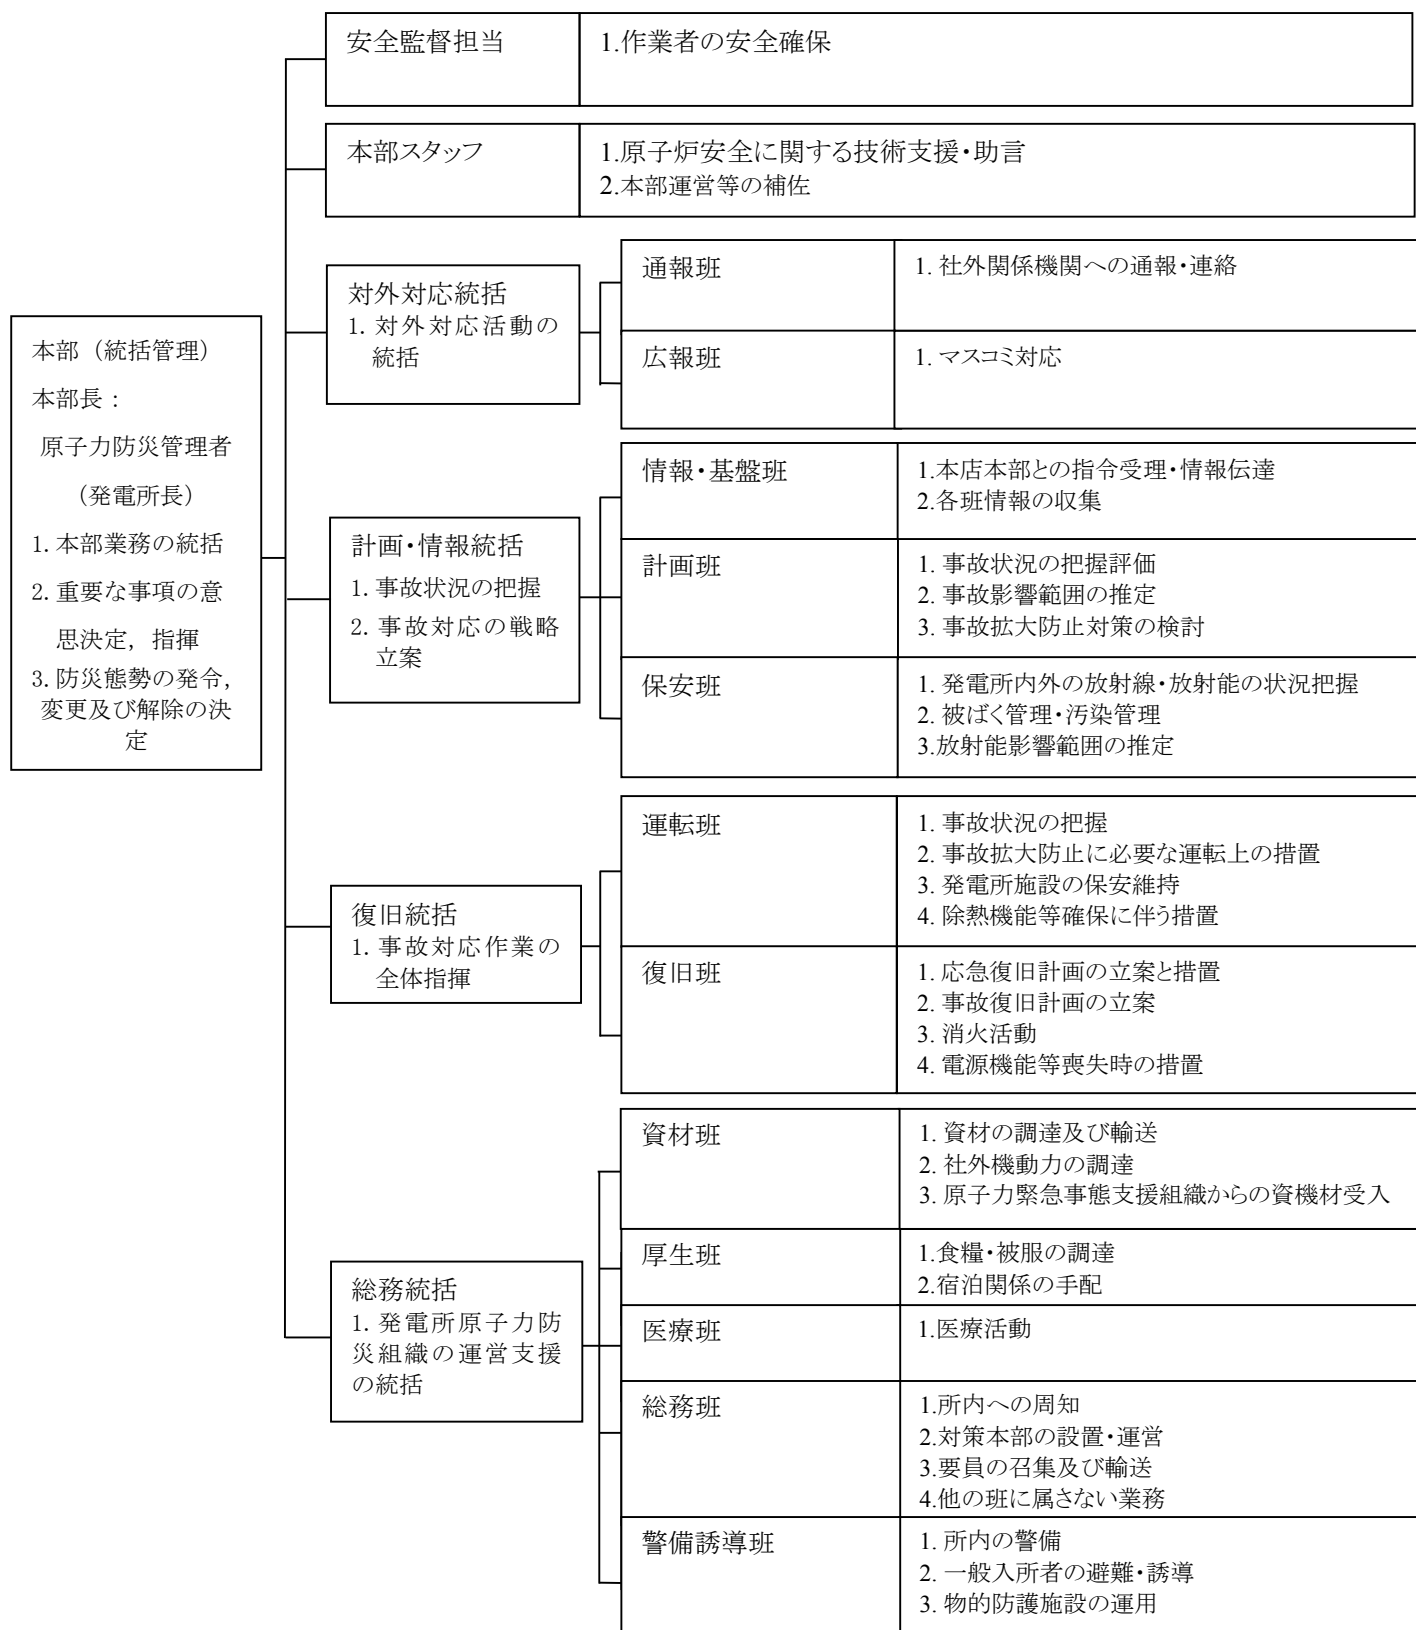 安全監督担当
1.作業者の安全確保
本部スタッフ
1.原子炉安全に関する技術支援・助言
2.本部運営等の補佐
本部（統括管理）
本部長：
原子力防災管理者
（発電所長）
1.本部業務の統括
2.重要な事項の意
思決定，指揮
3.防災態勢の発令，
変更及び解除の決
定
対外対応統括
1.対外対応活動の
統括
通報班
1. 社外関係機関への通報・連絡
広報班
1. マスコミ対応
計画・情報統括
1.事故状況の把握
2.事故対応の戦略
立案
情報・基盤班
1.本店本部との指令受理・情報伝達
2.各班情報の収集
計画班
1. 事故状況の把握評価
2. 事故影響範囲の推定
3. 事故拡大防止対策の検討
保安班
1. 発電所内外の放射線・放射能の状況把握
2. 被ばく管理・汚染管理
3.放射能影響範囲の推定
復旧統括
1.事故対応作業の
全体指揮
運転班
1. 事故状況の把握
2. 事故拡大防止に必要な運転上の措置
3. 発電所施設の保安維持
4. 除熱機能等確保に伴う措置
復旧班
1. 応急復旧計画の立案と措置
2. 事故復旧計画の立案
3. 消火活動
4. 電源機能等喪失時の措置
総務統括
1.発電所原子力防
災組織の運営支援
の統括
資材班
1. 資材の調達及び輸送
2. 社外機動力の調達
3. 原子力緊急事態支援組織からの資機材受入
厚生班
1.食糧・被服の調達
2.宿泊関係の手配
医療班
1.医療活動
総務班
1.所内への周知
2.対策本部の設置・運営
3.要員の召集及び輸送
4.他の班に属さない業務
警備誘導班
1. 所内の警備
2. 一般入所者の避難・誘導
3. 物的防護施設の運用